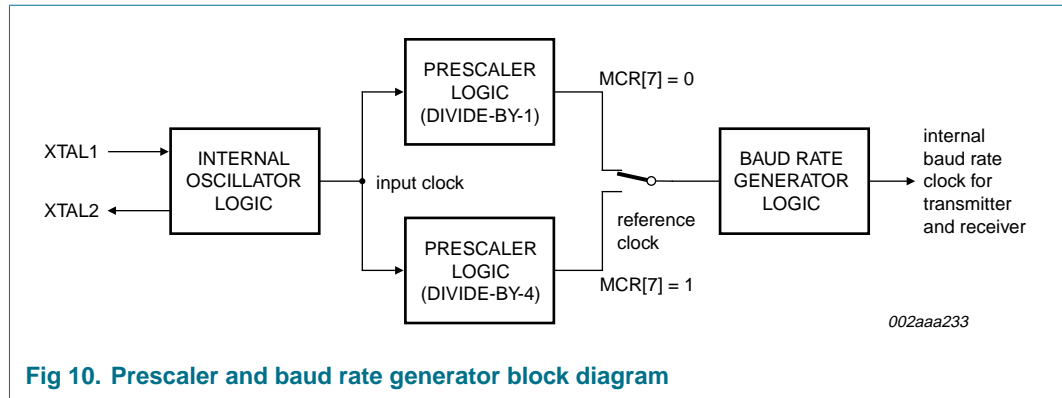 PRESCALER
LOGIC
(DIVIDE-BY-1)
MCR[7] = 0
XTAL1
XTAL2
INTERNAL
OSCILLATOR
LOGIC
input clock
BAUD RATE
GENERATOR
LOGIC
internal
baud rate
clock for
transmitter
and receiver
reference
clock
PRESCALER
LOGIC
(DIVIDE-BY-4)
MCR[7] = 1
002aaa233
Fig 10. Prescaler and baud rate generator block diagram